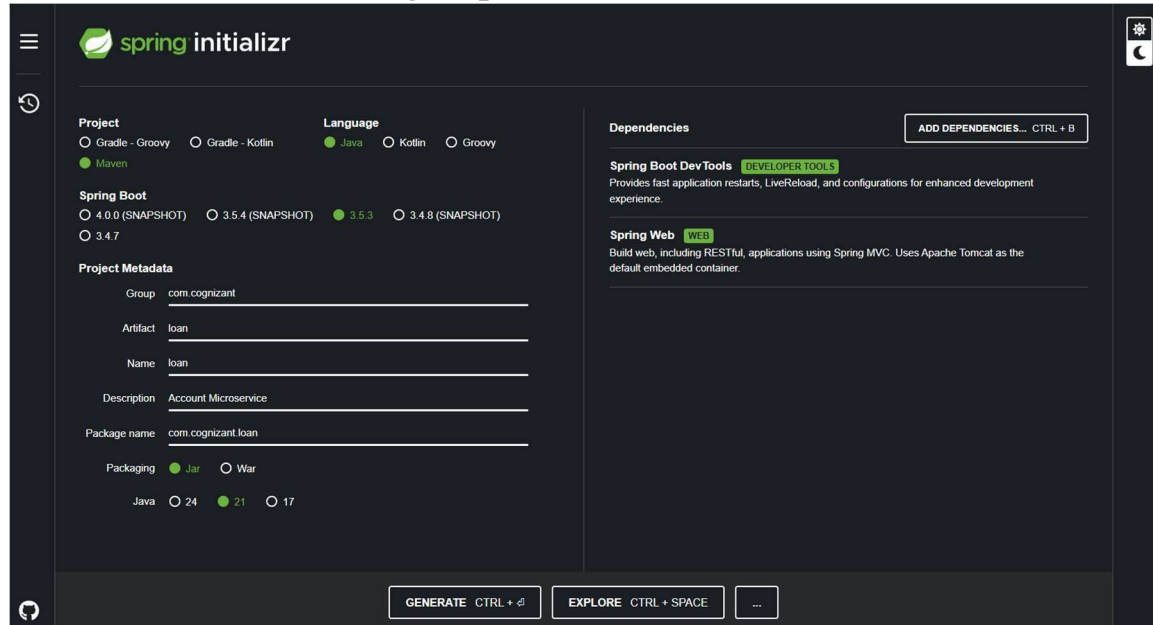 spring initializr
Project
Gradle - Groovy Gradle - Kotlin
Maven
Language
Java Kotlin Groovy
Spring Boot
4.0.0 (SNAPSHOT) 3.5.4 (SNAPSHOT) 3.5.3 3.4.8 (SNAPSHOT)
3.4.7
Project Metadata
Group com.cognizant
Artifact loan
Name loan
Description Account Microservice
Package name com.cognizant.loan
Packaging Jar War
Java 24 21 17
Dependencies
ADD DEPENDENCIES... CTRL + B
Spring Boot DevTools DEVELOPER TOOLS
Provides fast application restarts, LiveReload, and configurations for enhanced development
experience.
Spring Web WEB
Build web, including RESTful, applications using Spring MVC. Uses Apache Tomcat as the
default embedded container.
GENERATE CTRL + ⏎
EXPLORE CTRL + SPACE
...